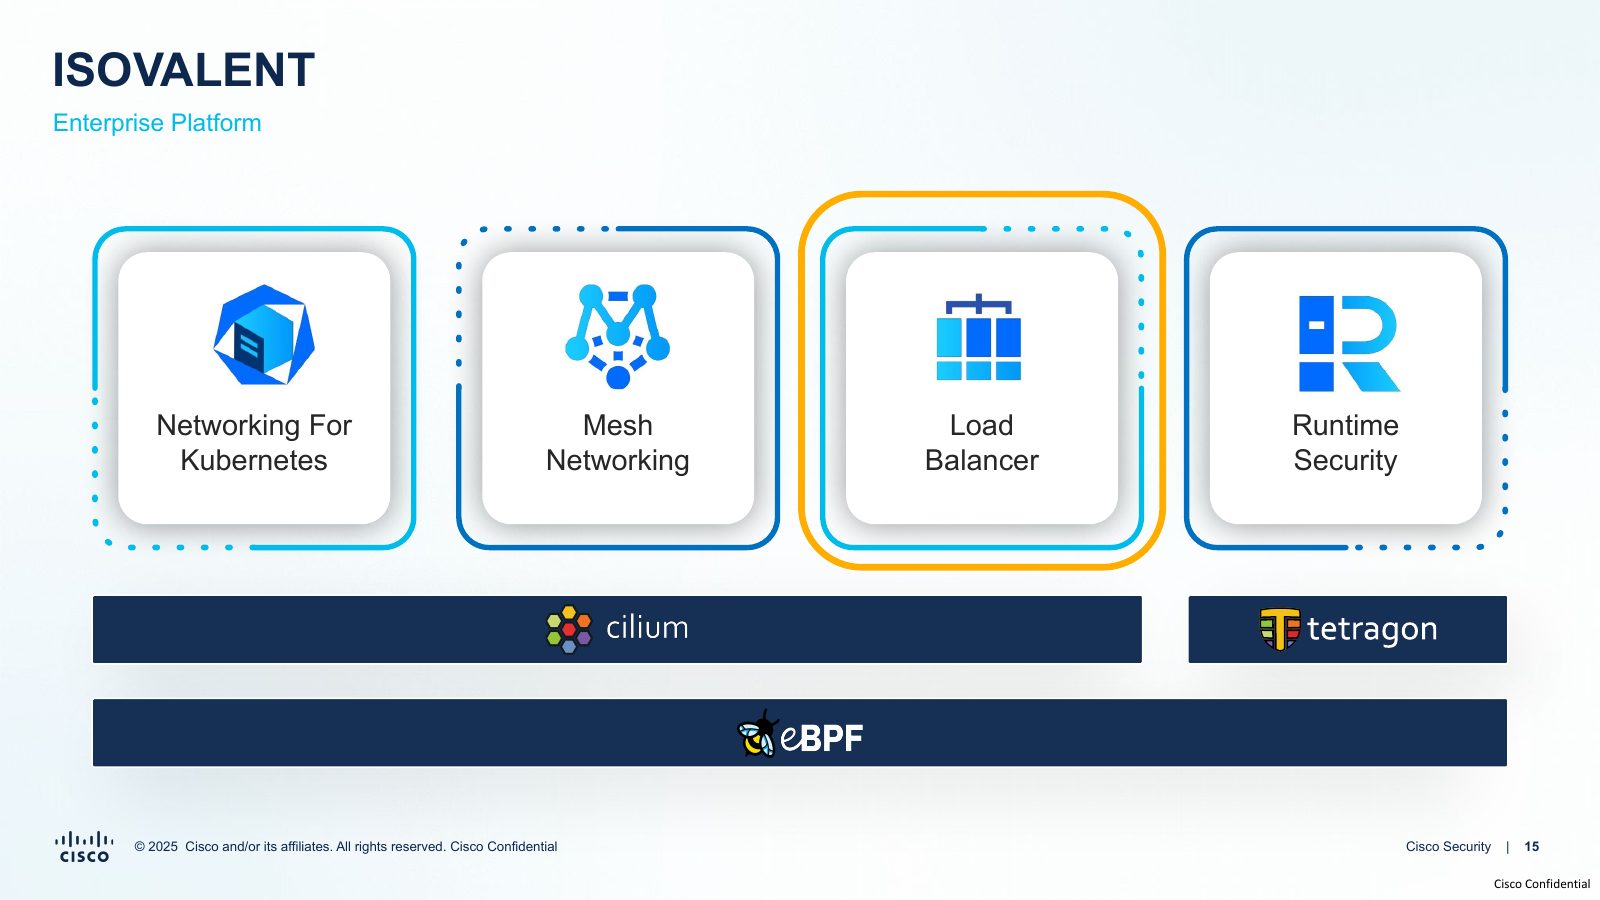 ISOVALENT
Enterprise Platform
Networking For
Kubernetes
Mesh
Networking
Load
Balancer
Runtime
Security
cilium
tetragon
eBPF
CISCO
© 2025 Cisco and/or its affiliates. All rights reserved. Cisco Confidential
Cisco Security | 15
Cisco Confidential